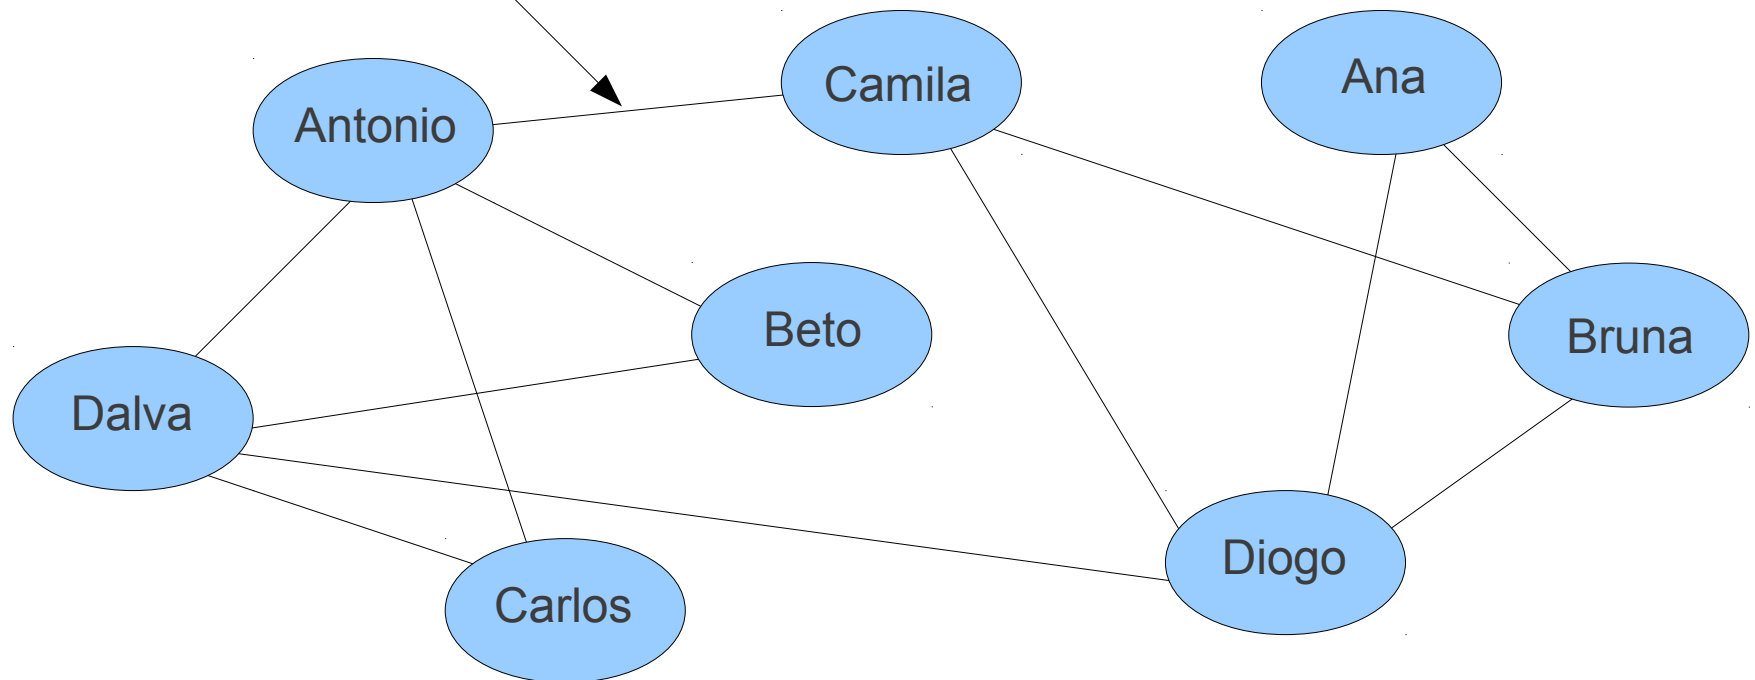 Camila
Ana
Antonio
Beto
Bruna
Dalva
Diogo
Carlos